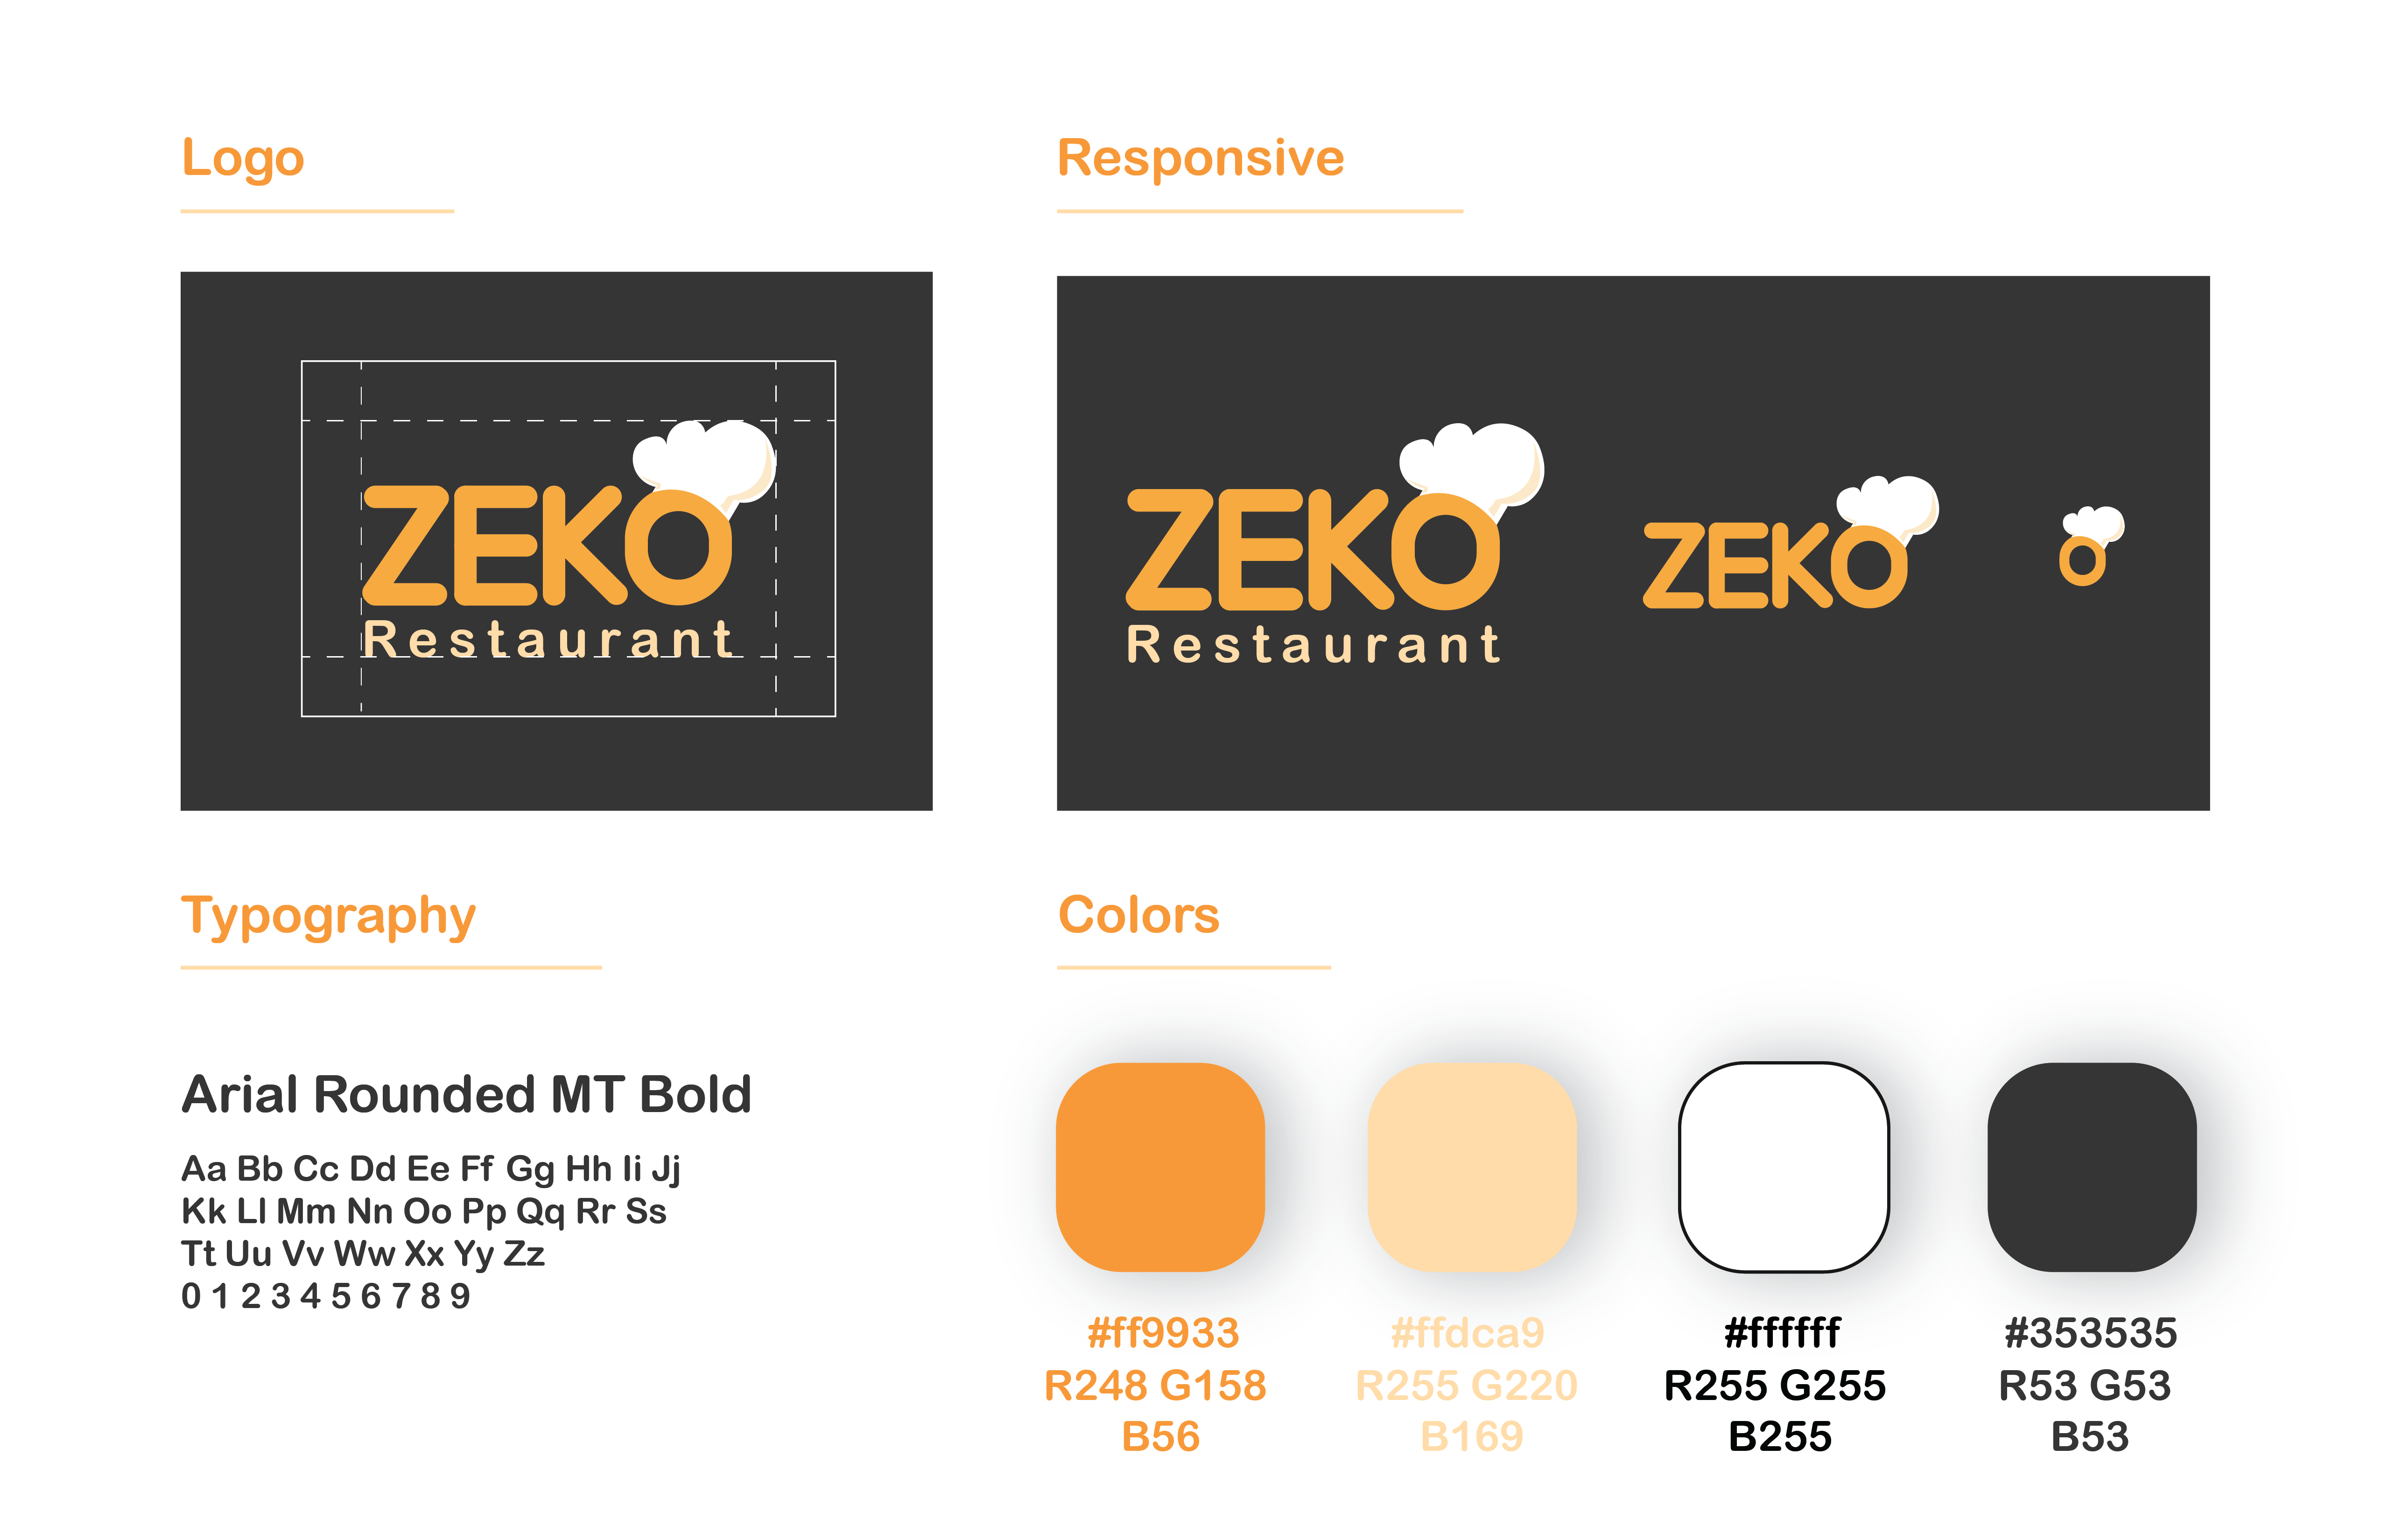 Logo
Responsive
ZEKO
Restaurant
ZEKO
Restaurant
ZEKO
O
Typography
Arial Rounded MT Bold
Aa Bb Cc Dd Ee Ff Gg Hh Ii Jj
Kk Ll Mm Nn Oo Pp Qq Rr Ss
Tt Uu Vv Ww Xx Yy Zz
0 1 2 3 4 5 6 7 8 9
Colors
#ff9933
R248 G158
B56
#ffdca9
R255 G220
B169
#ffffff
R255 G255
B255
#353535
R53 G53
B53